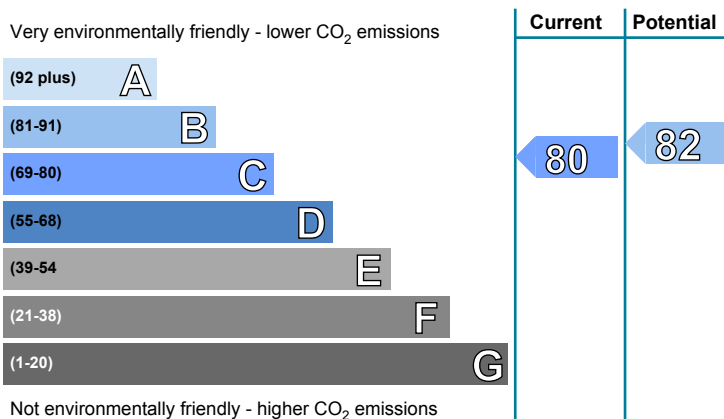 Very environmentally friendly - lower CO2 emissions
Current
Potential
(92 plus) A
(81-91) B
(69-80) C
(55-68) D
(39-54 E
(21-38) F
(1-20) G
80
82
Not environmentally friendly - higher CO2 emissions